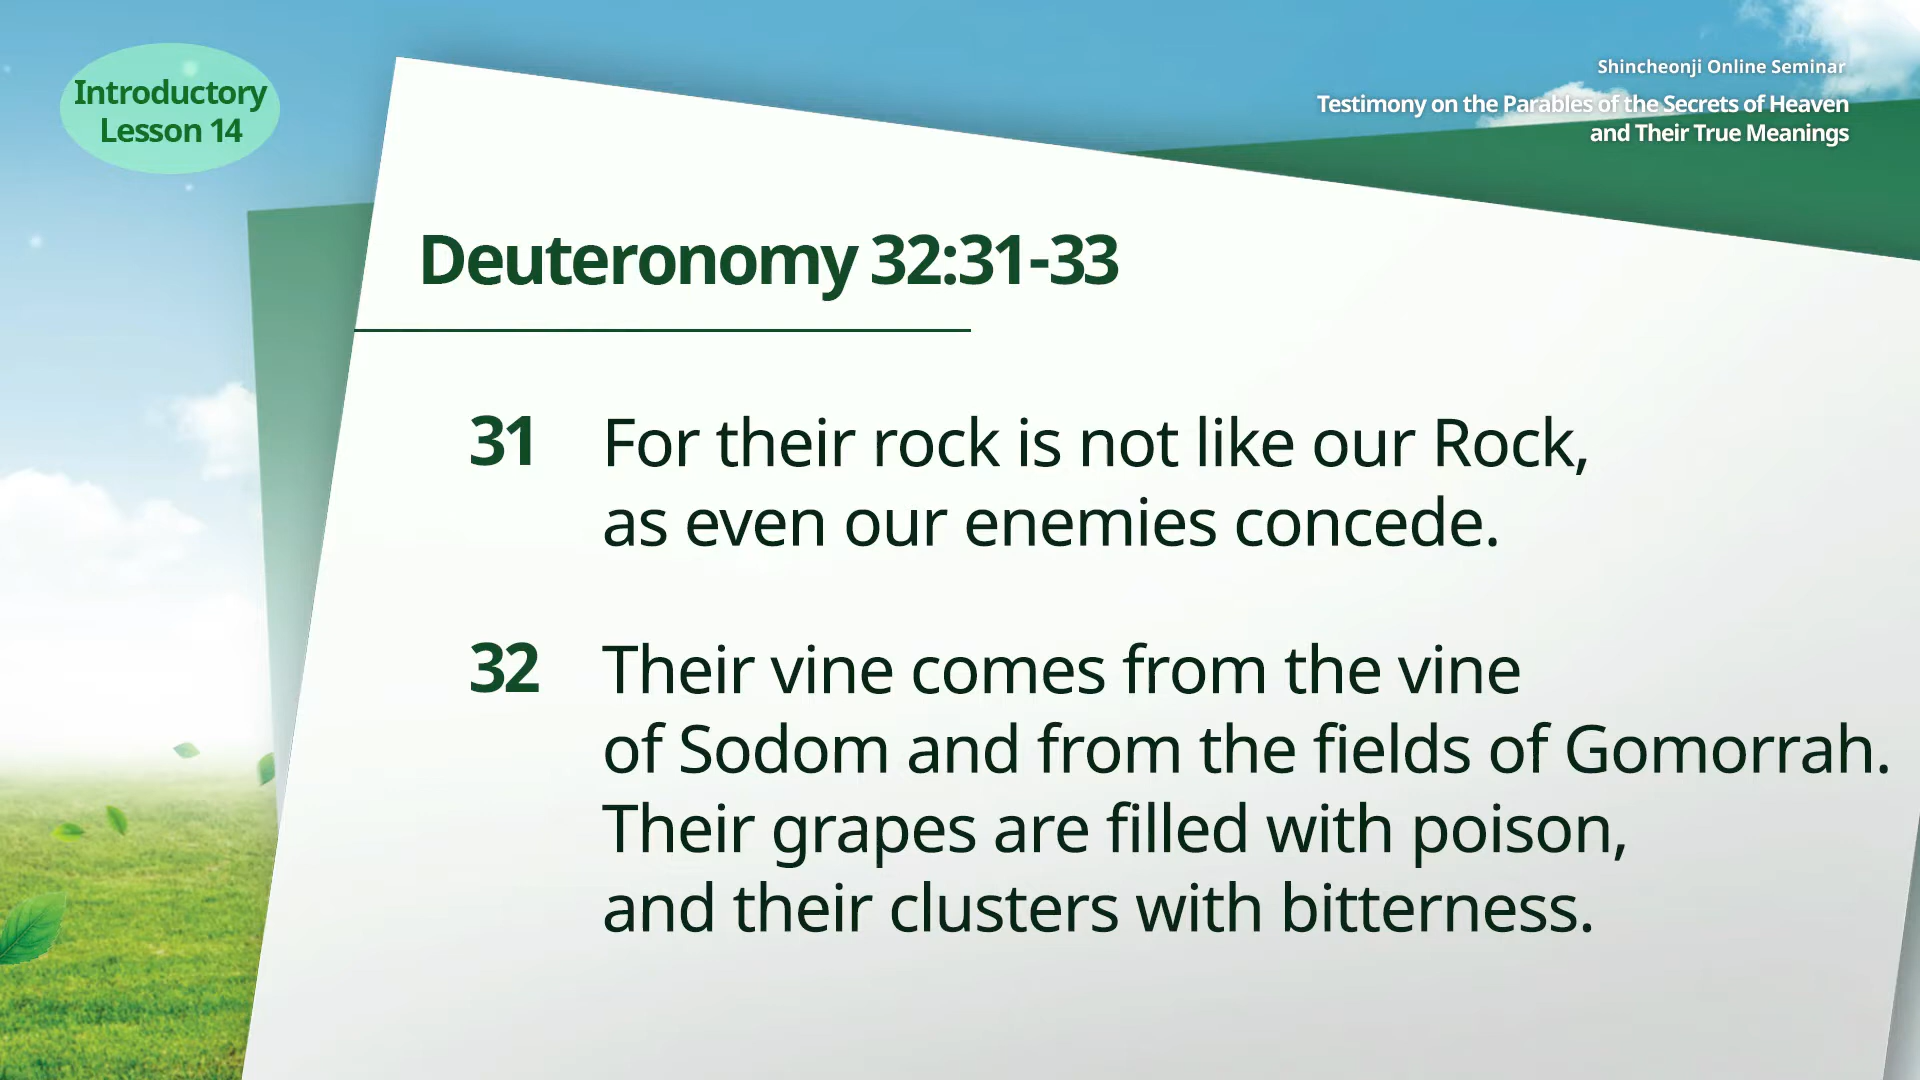 Introductory
Lesson 14
Shincheonji Online Seminar
Testimony on the Parables of the Secrets of Heaven
and Their True Meanings
Deuteronomy 32:31-33
31 For their rock is not like our Rock,
as even our enemies concede.
32 Their vine comes from the vine
of Sodom and from the fields of Gomorrah.
Their grapes are filled with poison,
and their clusters with bitterness.